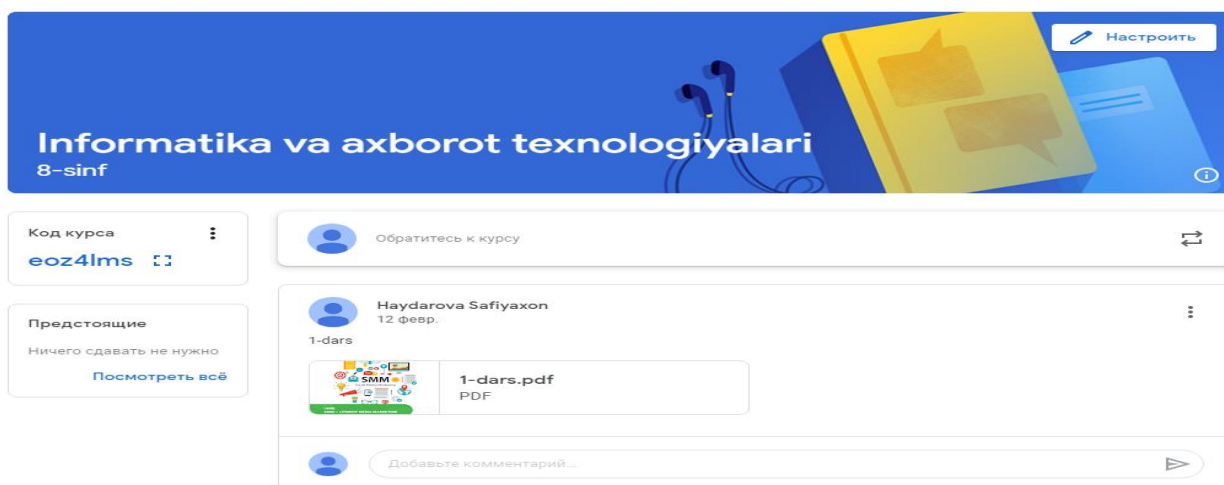 Настроить
Informatika va axborot texnologiyalari
8-sinf
Код курса
eoz4lms
Обратитесь к курсу
Предстоящие
Ничего сдавать не нужно
Посмотреть всё
Haydarova Safiyaxon
12 февр.
1-dars
SMM
1-dars.pdf
PDF
Добавьте комментарий...